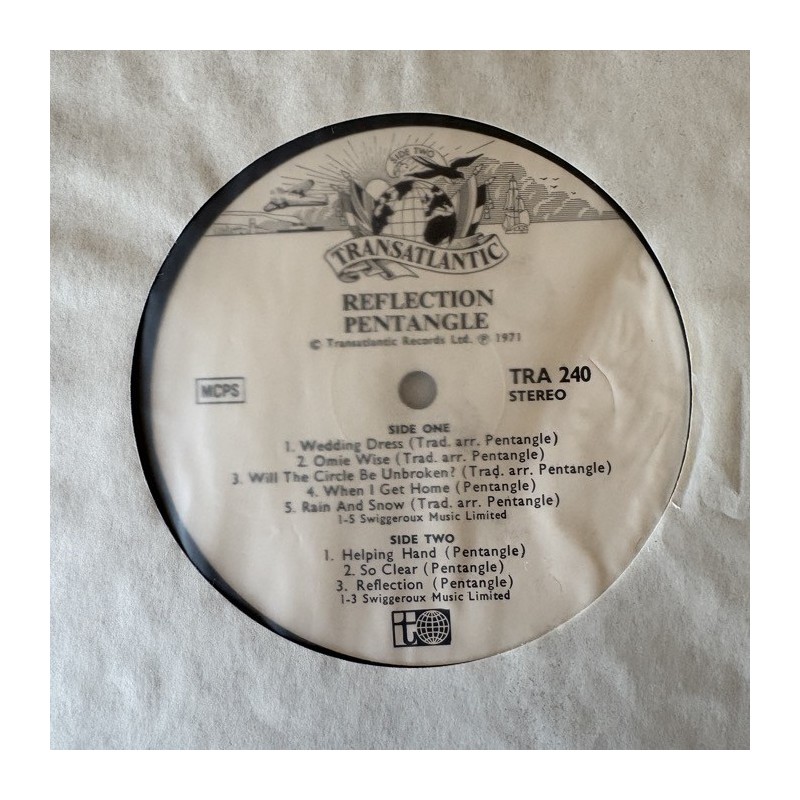 SIDE TWO
TRANSATLANTIC
REFLECTION
PENTANGLE
© Transatlantic Records Ltd. ℗ 1971
MCPS
TRA 240
STEREO
SIDE ONE
1. Wedding Dress (Trad. arr. Pentangle)
2. Omie Wise (Trad. arr. Pentangle)
3. Will The Circle Be Unbroken? (Trad. arr. Pentangle)
4. When I Get Home (Pentangle)
5. Rain And Snow (Trad. arr. Pentangle)
1-5 Swiggeroux Music Limited
SIDE TWO
1. Helping Hand (Pentangle)
2. So Clear (Pentangle)
3. Reflection (Pentangle)
1-3 Swiggeroux Music Limited
t